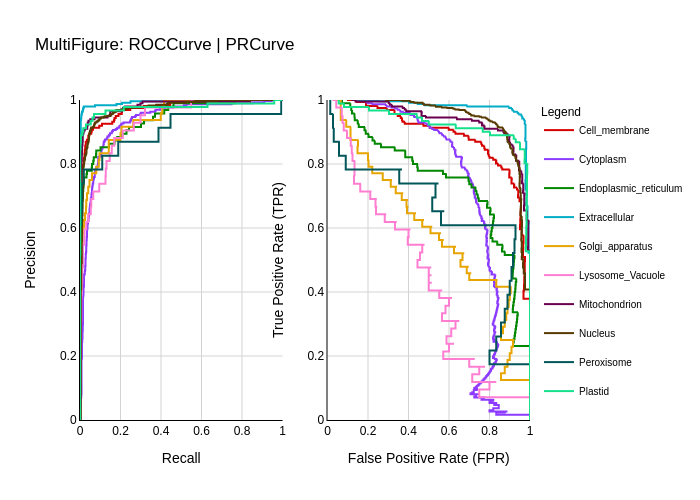 MultiFigure: ROCCurve | PRCurve
Precision
1
0.8
0.6
0.4
0.2
0
0 0.2 0.4 0.6 0.8 1
Recall
True Positive Rate (TPR)
1
0.8
0.6
0.4
0.2
0
0 0.2 0.4 0.6 0.8 1
False Positive Rate (FPR)
Legend
Cell_membrane
Cytoplasm
Endoplasmic_reticulum
Extracellular
Golgi_apparatus
Lysosome_Vacuole
Mitochondrion
Nucleus
Peroxisome
Plastid